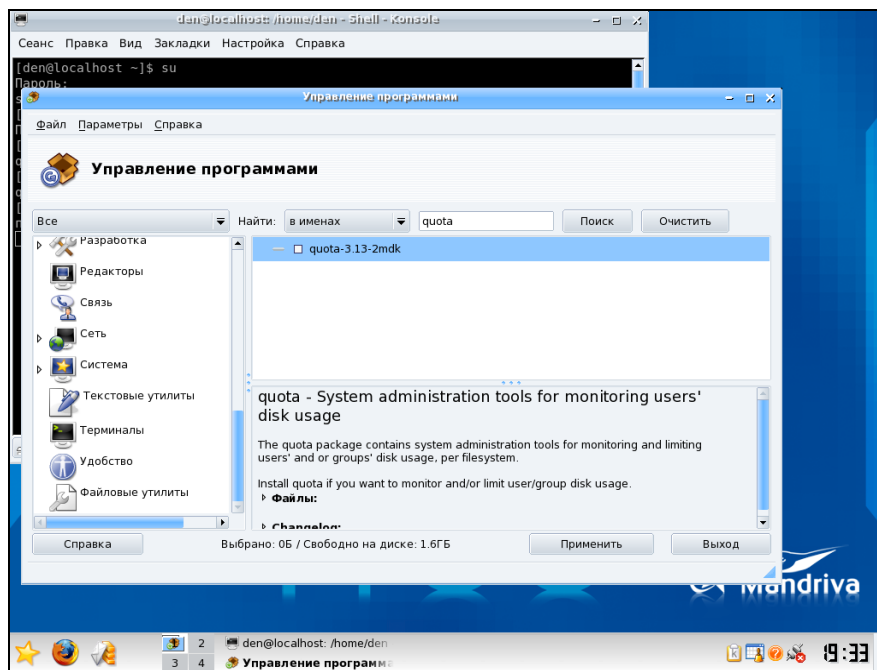 den@localhost: /home/den - Shell - Konsole
Сеанс Правка Вид Закладки Настройка Справка
[den@localhost ~]$ su
Пароль:
Управление программами
Файл Параметры Справка
Управление программами
Все
Найти: в именах quota Поиск Очистить
Разработка
Редакторы
Связь
Сеть
Система
Текстовые утилиты
Терминалы
Удобство
Файловые утилиты
quota-3.13-2mdk
quota - System administration tools for monitoring users'
disk usage
The quota package contains system administration tools for monitoring and limiting
users' and or groups' disk usage, per filesystem.
Install quota if you want to monitor and/or limit user/group disk usage.
Файлы:
Changelog:
Справка Выбрано: 0Б / Свободно на диске: 1.6ГБ Применить Выход
Mandriva
2 den@localhost: /home/den
3 4 Управление программа
19:33